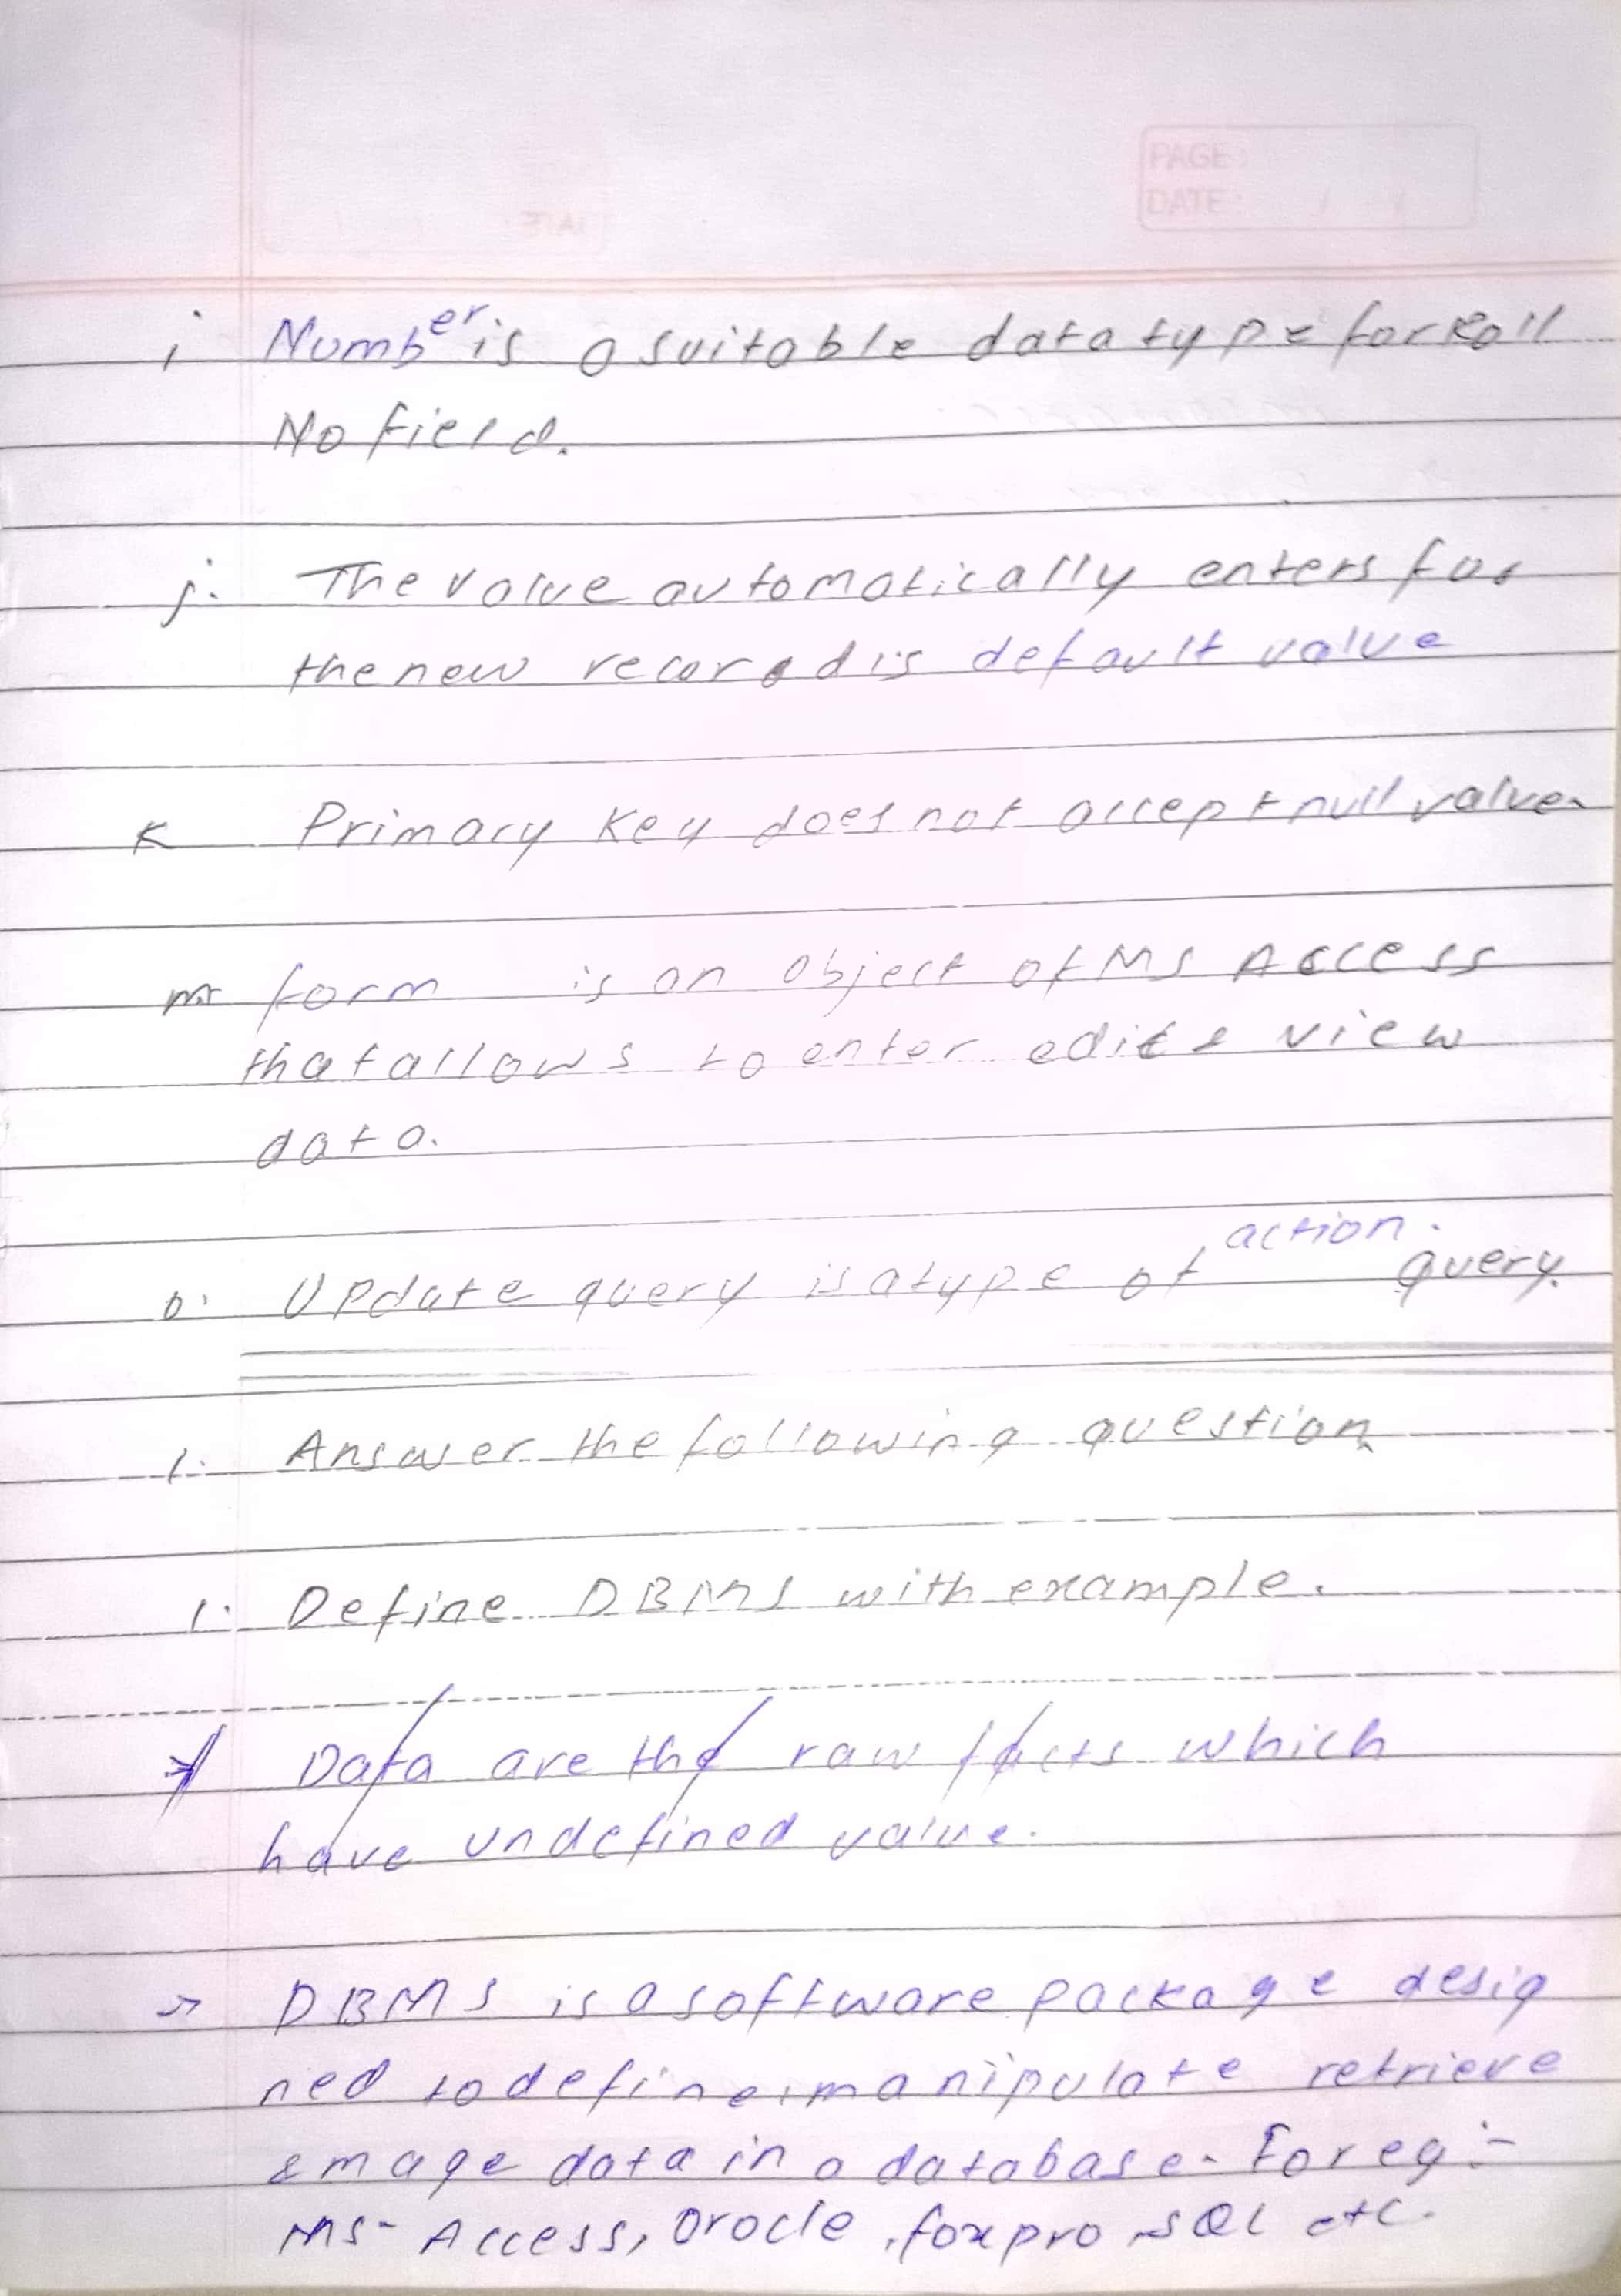 PAGE :
DATE : / /
i Number is a suitable data type for Roll
No field.
j. The value automatically enters for
the new record is default value
k Primary Key does not accept null value.
m form is an Object of MS Access
that allows to enter edit & view
data.
o. Update query is a type of action. query.
1. Answer the following question
1. Define DBMS with example.
Data are the raw facts which
have undefined value.
→ DBMS is a software package desig
ned to define, manipulate retrieve
& mage data in a database. For eg :-
MS- Access, Oracle, foxpro, SQL etc.